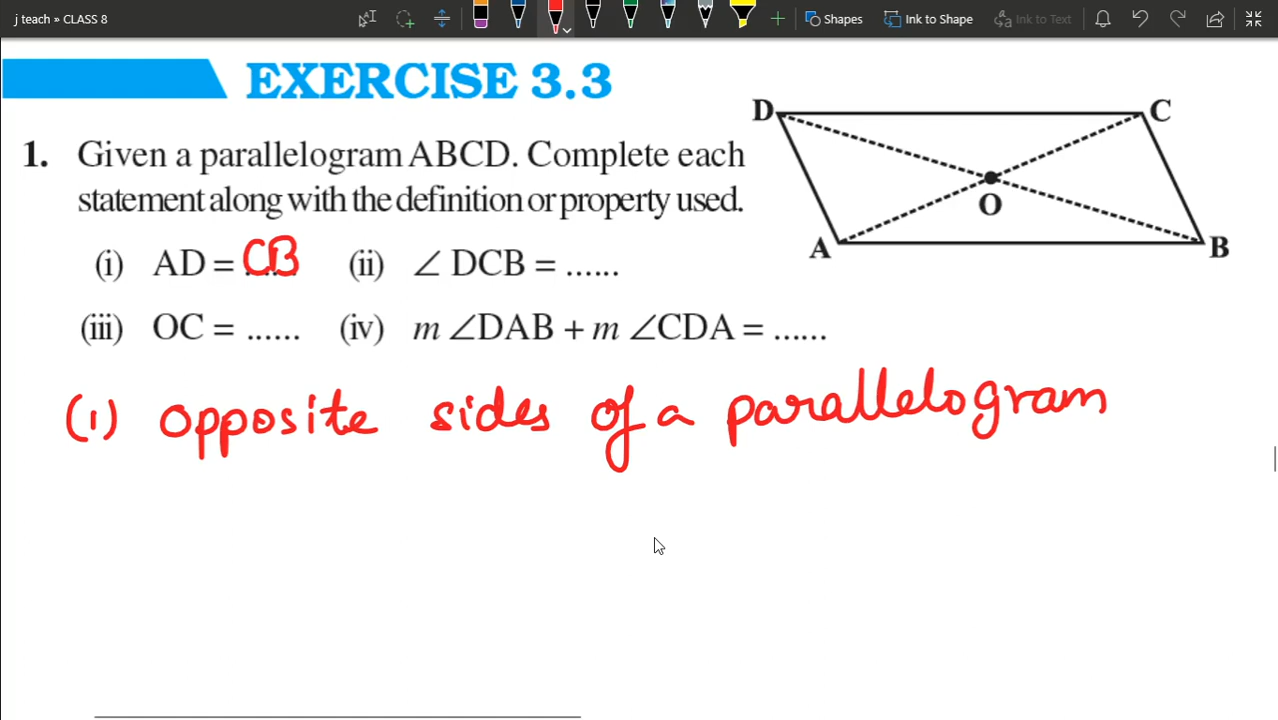 j teach » CLASS 8
Shapes Ink to Shape Ink to Text
EXERCISE 3.3
1. Given a parallelogram ABCD. Complete each
statement along with the definition or property used.
(i) AD = CB (ii) ∠ DCB = ......
(iii) OC = ...... (iv) m ∠DAB + m ∠CDA = ......
D C
O
A B
(1) opposite sides of a parallelogram